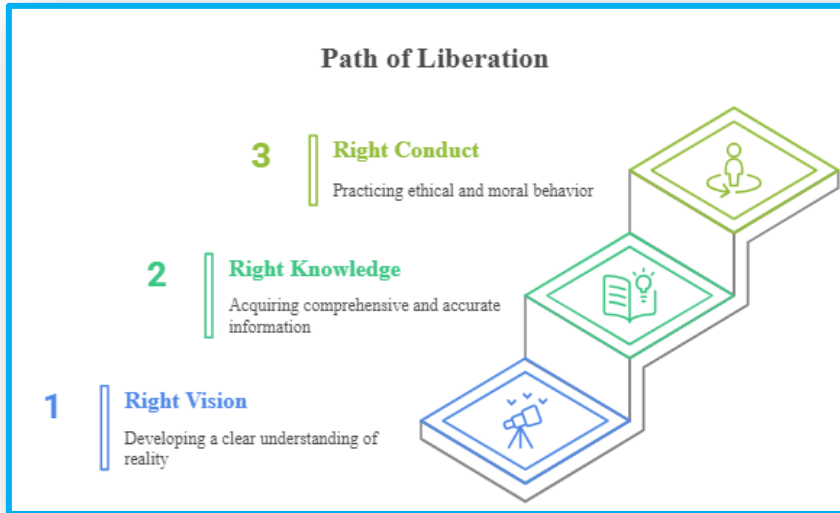 Path of Liberation
3
Right Conduct
Practicing ethical and moral behavior
2
Right Knowledge
Acquiring comprehensive and accurate
information
1
Right Vision
Developing a clear understanding of
reality